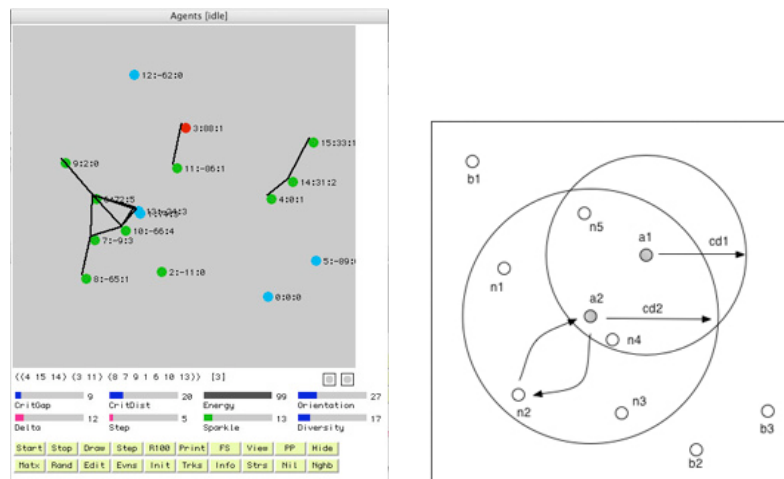 Agents [idle]
12:-62:0
3:88:1
15:33:1
9:2:0
11:-86:1
14:31:2
4:0:1
10:-66:4
7:-9:3
5:-89:
2:-11:0
8:-65:1
0:0:0
{{4 15 14} {3 11} {8 7 9 1 6 10 13}} [3]
9 20 99 27
CritGap CritDist Energy Orientation
12 5 13 17
Delta Step Sparkle Diversity
Start Stop Draw Step R100 Print FS View PP Hide
Matx Rand Edit Evns Init Trks Info Strs Nil Nghb
b1
n5
a1
cd1
n1
a2
cd2
n4
n2
n3
b3
b2